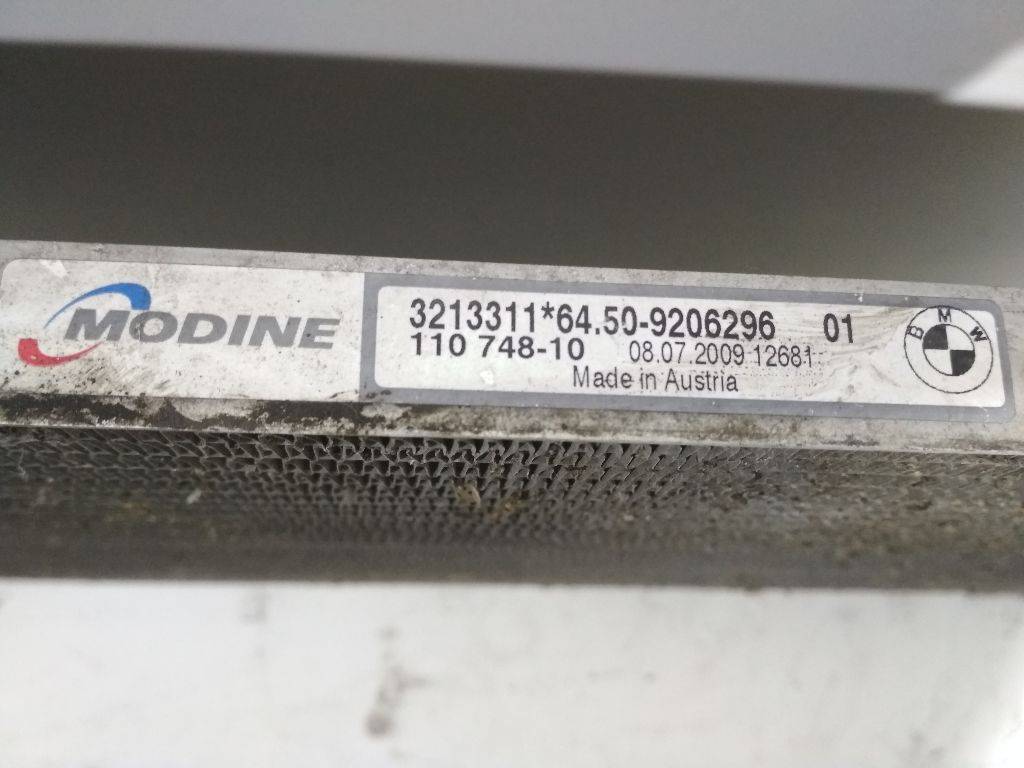 MODINE
3213311*64.50-9206296 01
110 748-10 08.07.2009 12681
Made in Austria
BMW